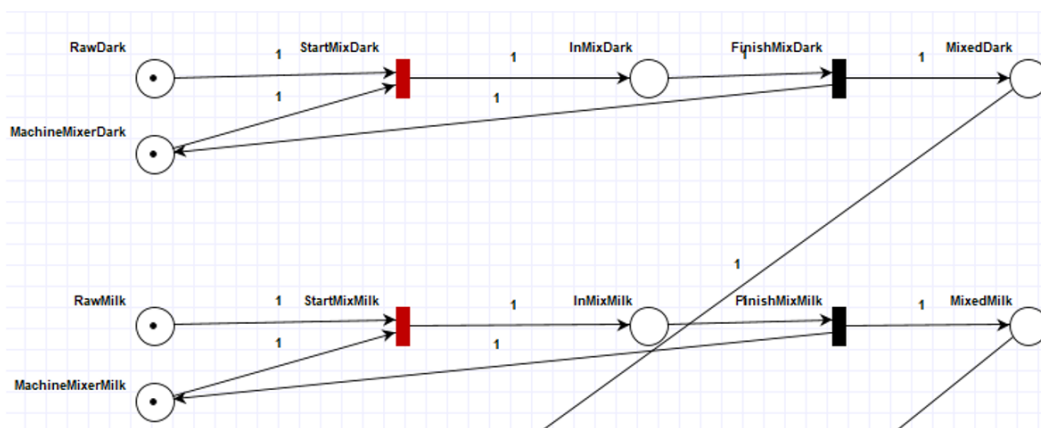 RawDark
1
StartMixDark
1
InMixDark
FinishMixDark
1
1
MixedDark
1
1
MachineMixerDark
1
RawMilk
1
StartMixMilk
1
InMixMilk
FInishMixMilk
1
MixedMilk
1
1
MachineMixerMilk